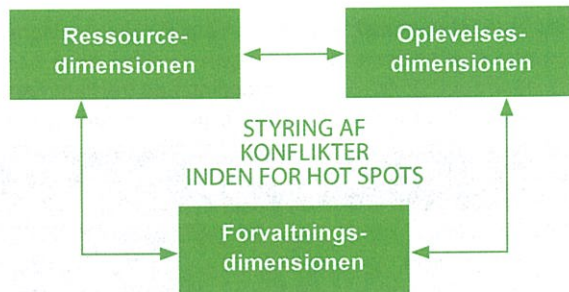 Ressource-
dimensionen
Oplevelses-
dimensionen
STYRING AF
KONFLIKTER
INDEN FOR HOT SPOTS
Forvaltnings-
dimensionen